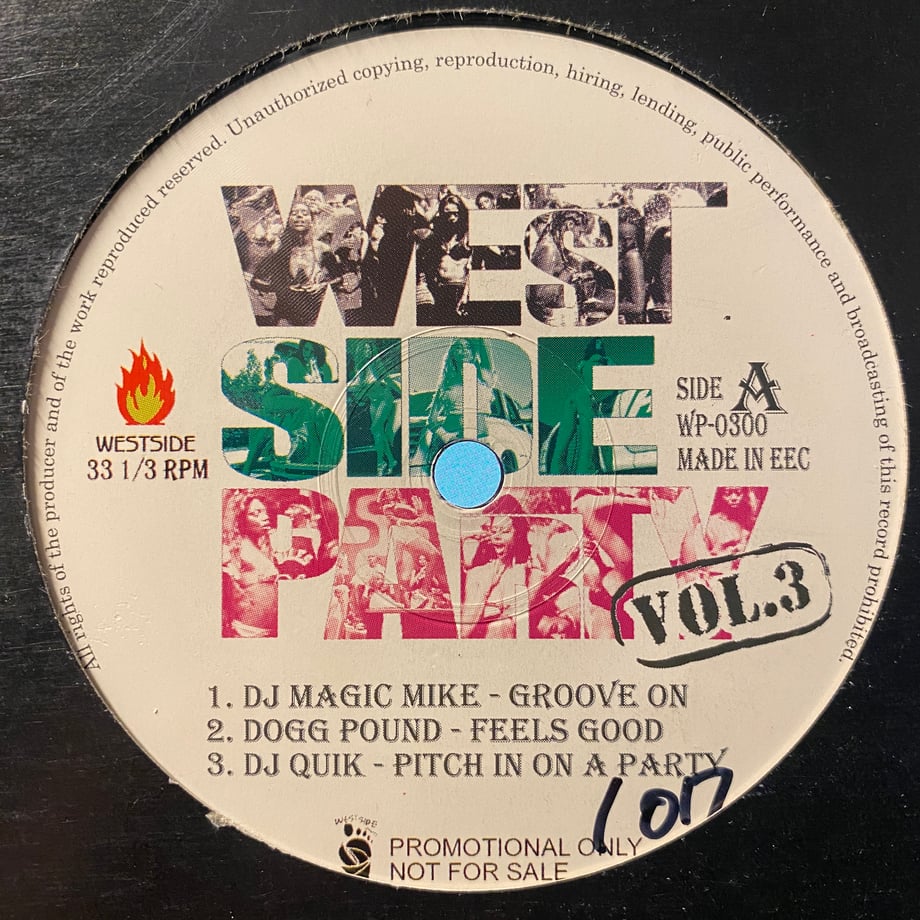 All rights of the producer and of the work reproduced reserved. Unauthorized copying, reproduction, hiring, lending, public performance and broadcasting of this record prohibited.
WEST
SIDE
PARTY
VOL.3
WESTSIDE
33 1/3 RPM
SIDE A
WP-0300
MADE IN EEC
1. DJ MAGIC MIKE - GROOVE ON
2. DOGG POUND - FEELS GOOD
3. DJ QUIK - PITCH IN ON A PARTY
WESTSIDE
PROMOTIONAL ONLY
NOT FOR SALE